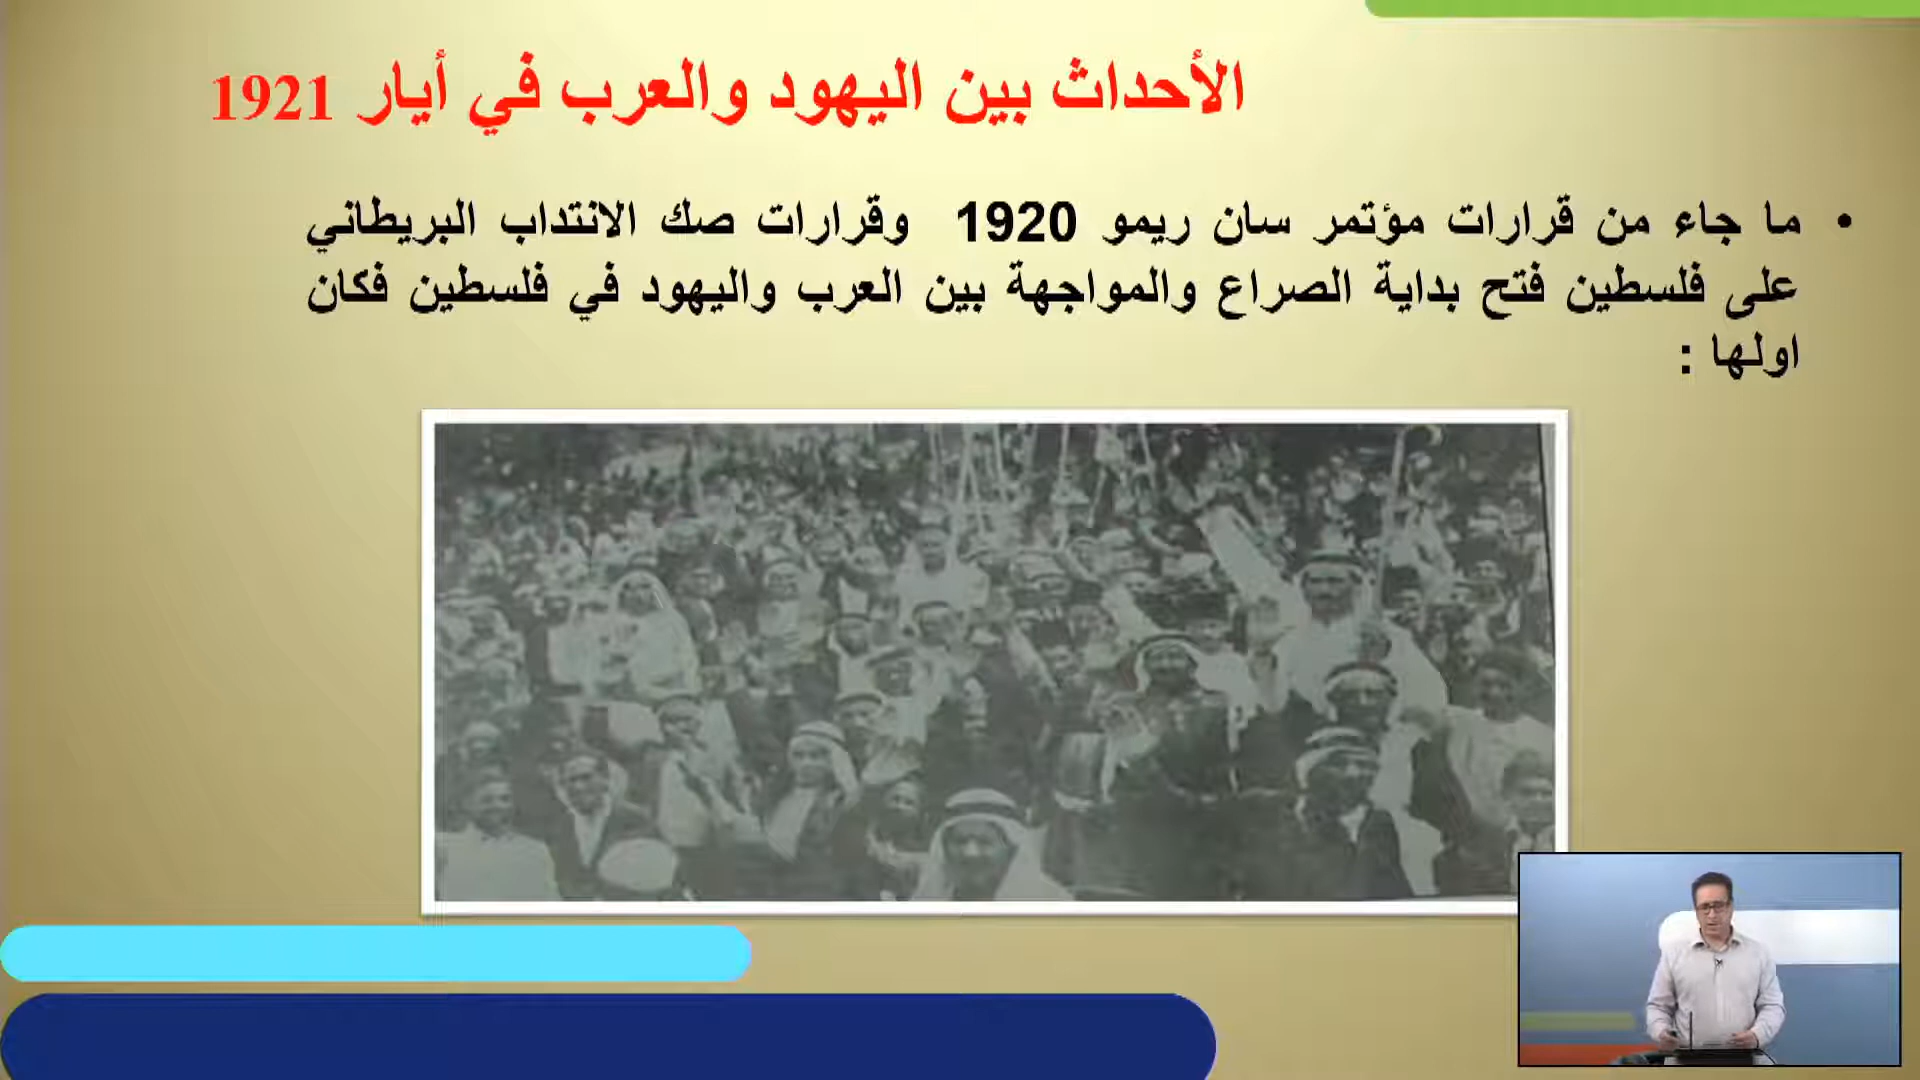 الأحداث بين اليهود والعرب في أيار 1921
• ما جاء من قرارات مؤتمر سان ريمو 1920 وقرارات صك الانتداب البريطاني
على فلسطين فتح بداية الصراع والمواجهة بين العرب واليهود في فلسطين فكان
اولها :